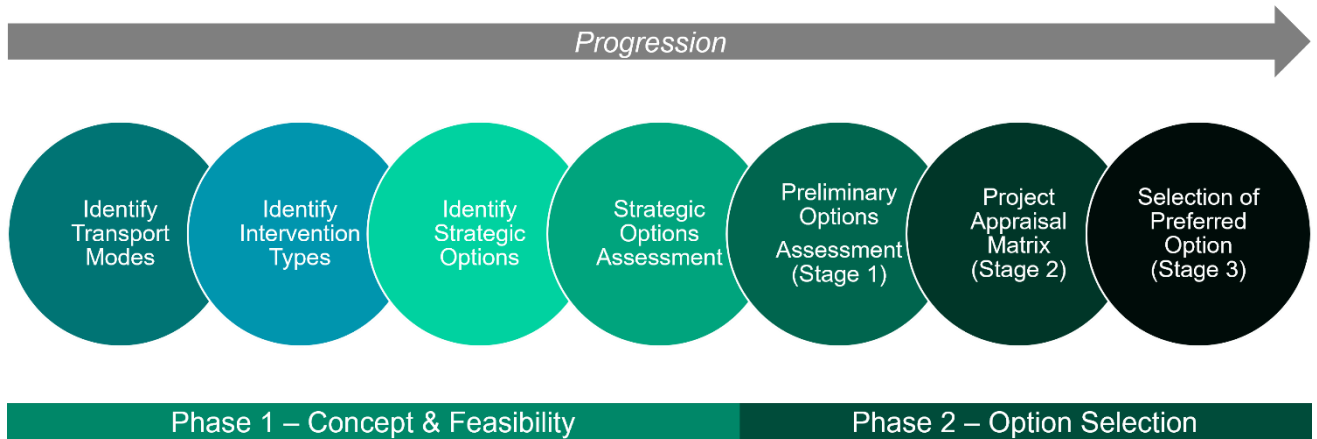 Progression
Identify
Transport
Modes
Identify
Intervention
Types
Identify
Strategic
Options
Strategic
Options
Assessment
Preliminary
Options
Assessment
(Stage 1)
Project
Appraisal
Matrix
(Stage 2)
Selection of
Preferred
Option
(Stage 3)
Phase 1 – Concept & Feasibility
Phase 2 – Option Selection